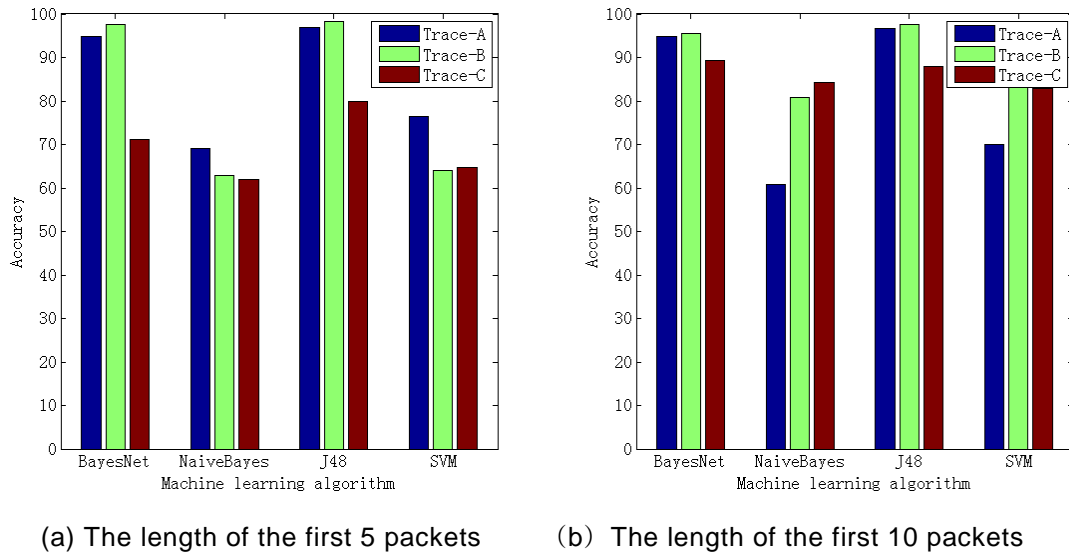 100
90
80
70
60
50
40
30
20
10
0
Accuracy
Trace-A
Trace-B
Trace-C
BayesNet NaiveBayes J48 SVM
Machine learning algorithm
(a) The length of the first 5 packets
100
90
80
70
60
50
40
30
20
10
0
Accuracy
Trace-A
Trace-B
Trace-C
BayesNet NaiveBayes J48 SVM
Machine learning algorithm
（b） The length of the first 10 packets